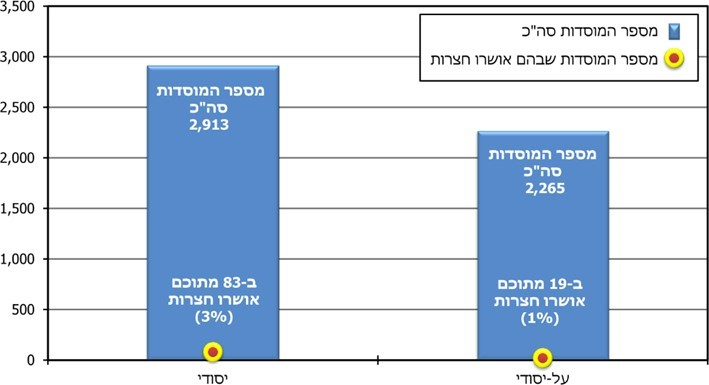 3,500
3,000
2,500
2,000
1,500
1,000
500
0
מספר המוסדות סה"כ
מספר המוסדות שבהם אושרו חצרות
מספר המוסדות
סה"כ
2,913
ב-83 מתוכם
אושרו חצרות
(3%)
מספר המוסדות
סה"כ
2,265
ב-19 מתוכם
אושרו חצרות
(1%)
יסודי
על-יסודי